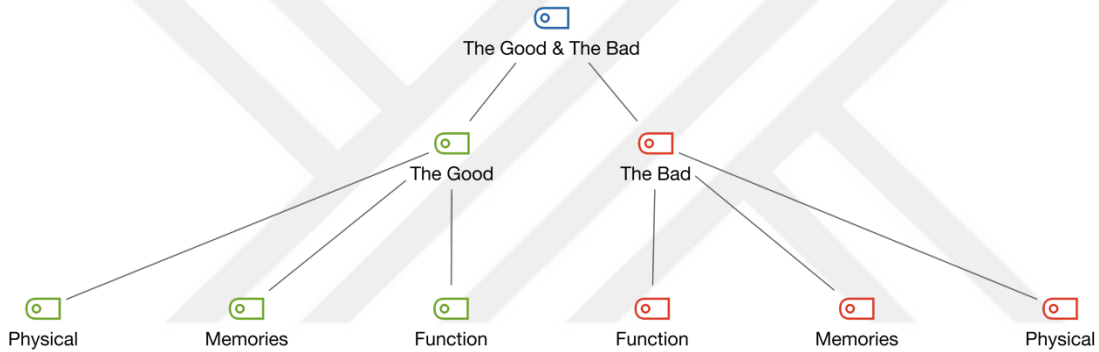 The Good & The Bad
The Good
The Bad
Physical
Memories
Function
Function
Memories
Physical